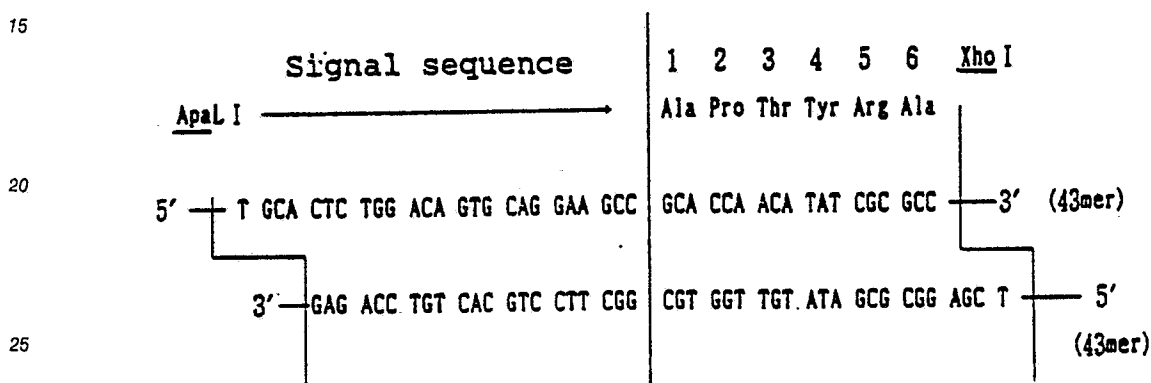 15
Signal sequence 1 2 3 4 5 6 Xho I
ApaL I Ala Pro Thr Tyr Arg Ala
20
5′ T GCA CTC TGG ACA GTG CAG GAA GCC GCA CCA ACA TAT CGC GCC 3′ (43mer)
3′ GAG ACC TGT CAC GTC CTT CGG CGT GGT TGT ATA GCG CGG AGC T 5′
25
(43mer)